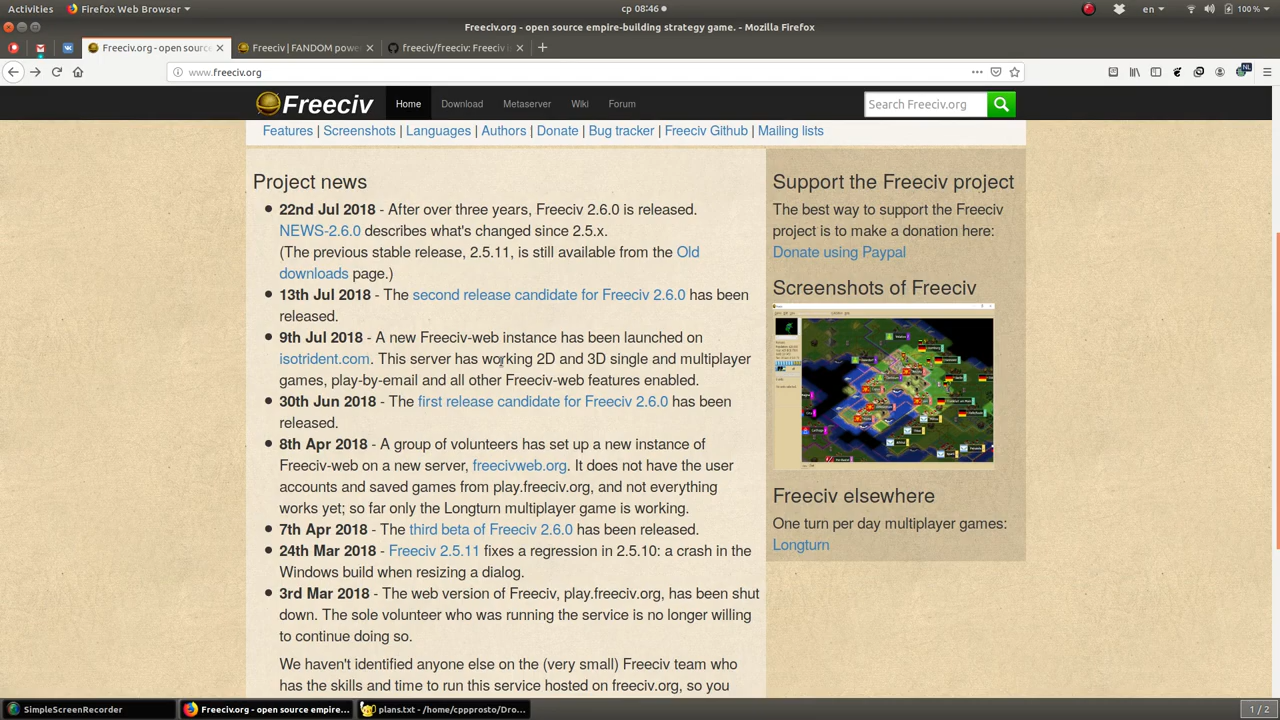 Activities
Firefox Web Browser
ср 08:46
en
100 %
Freeciv.org - open source empire-building strategy game. - Mozilla Firefox
Freeciv.org - open sourc
Freeciv | FANDOM powe
freeciv/freeciv: Freeciv i
www.freeciv.org
NL
Freeciv
Home
Download
Metaserver
Wiki
Forum
Search Freeciv.org
Features | Screenshots | Languages | Authors | Donate | Bug tracker | Freeciv Github | Mailing lists
Project news
22nd Jul 2018 - After over three years, Freeciv 2.6.0 is released.
NEWS-2.6.0 describes what's changed since 2.5.x.
(The previous stable release, 2.5.11, is still available from the Old
downloads page.)
13th Jul 2018 - The second release candidate for Freeciv 2.6.0 has been
released.
9th Jul 2018 - A new Freeciv-web instance has been launched on
isotrident.com. This server has working 2D and 3D single and multiplayer
games, play-by-email and all other Freeciv-web features enabled.
30th Jun 2018 - The first release candidate for Freeciv 2.6.0 has been
released.
8th Apr 2018 - A group of volunteers has set up a new instance of
Freeciv-web on a new server, freecivweb.org. It does not have the user
accounts and saved games from play.freeciv.org, and not everything
works yet; so far only the Longturn multiplayer game is working.
7th Apr 2018 - The third beta of Freeciv 2.6.0 has been released.
24th Mar 2018 - Freeciv 2.5.11 fixes a regression in 2.5.10: a crash in the
Windows build when resizing a dialog.
3rd Mar 2018 - The web version of Freeciv, play.freeciv.org, has been shut
down. The sole volunteer who was running the service is no longer willing
to continue doing so.
We haven't identified anyone else on the (very small) Freeciv team who
has the skills and time to run this service hosted on freeciv.org, so you
Support the Freeciv project
The best way to support the Freeciv
project is to make a donation here:
Donate using Paypal
Screenshots of Freeciv
Freeciv elsewhere
One turn per day multiplayer games:
Longturn
SimpleScreenRecorder
Freeciv.org - open source empire...
plans.txt - /home/cppprosto/Dro...
1 / 2